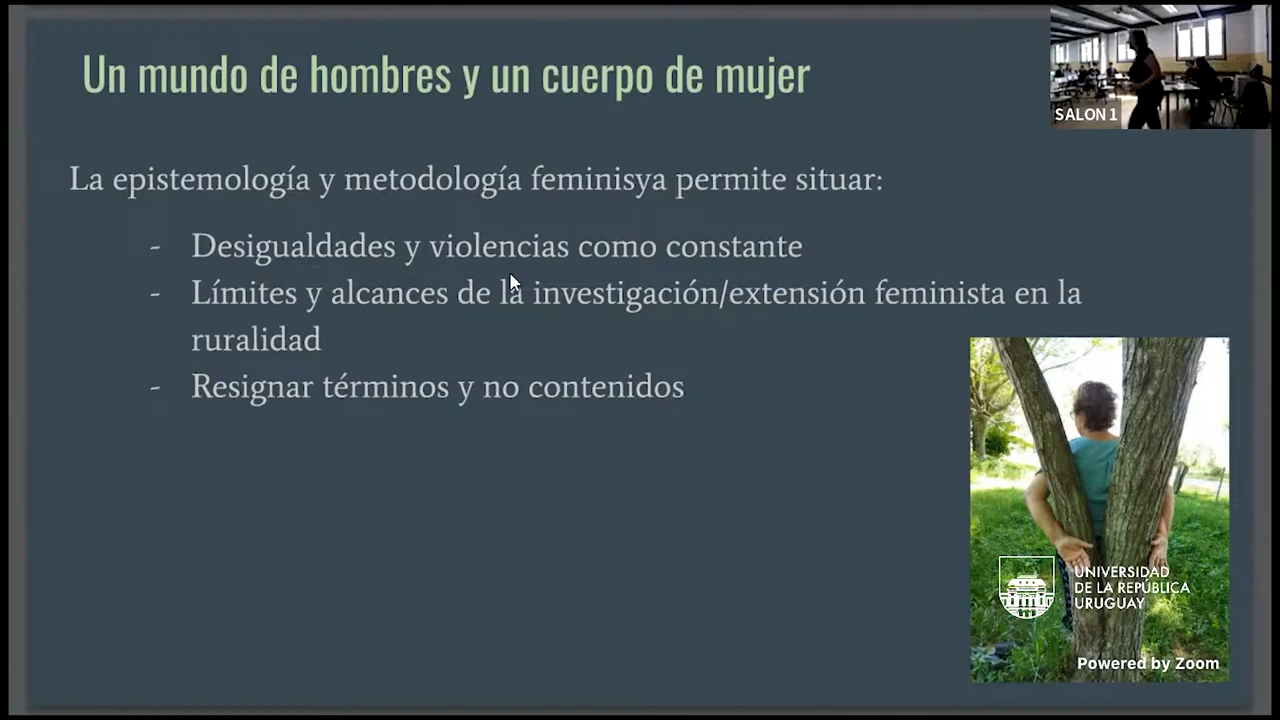 Un mundo de hombres y un cuerpo de mujer
SALON 1
La epistemología y metodología feminisya permite situar:
- Desigualdades y violencias como constante
- Límites y alcances de la investigación/extensión feminista en la
ruralidad
- Resignar términos y no contenidos
UNIVERSIDAD
DE LA REPÚBLICA
URUGUAY
Powered by Zoom